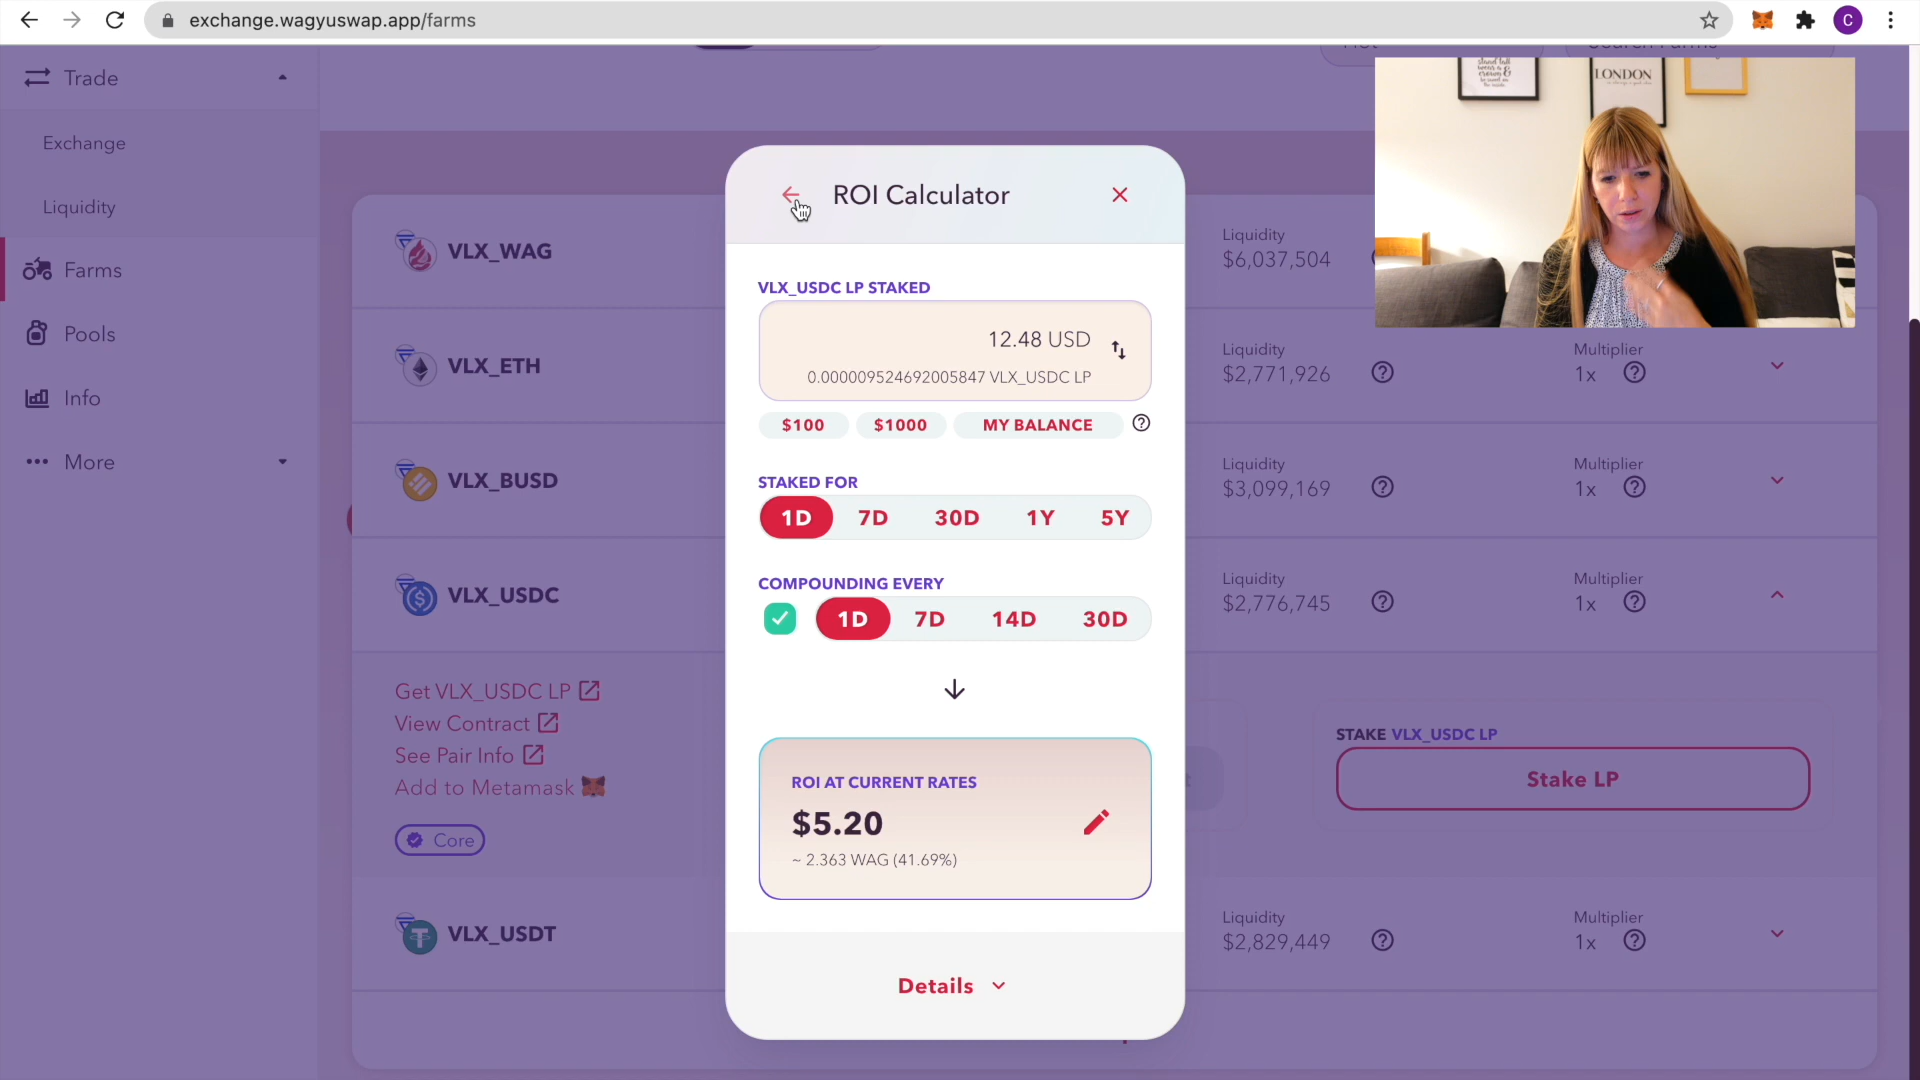 exchange.wagyuswap.app/farms
C
Trade
Exchange
Liquidity
Farms
Pools
Info
More
stand tall
wear a
crown &
LONDON
ROI Calculator
VLX_USDC LP STAKED
12.48 USD
0.000009524692005847 VLX_USDC LP
$100
$1000
MY BALANCE
STAKED FOR
1D
7D
30D
1Y
5Y
COMPOUNDING EVERY
1D
7D
14D
30D
ROI AT CURRENT RATES
$5.20
~ 2.363 WAG (41.69%)
Details
VLX_WAG
Liquidity
$6,037,504
VLX_ETH
Liquidity
$2,771,926
Multiplier
1x
VLX_BUSD
Liquidity
$3,099,169
Multiplier
1x
VLX_USDC
Liquidity
$2,776,745
Multiplier
1x
Get VLX_USDC LP
View Contract
See Pair Info
Add to Metamask
Core
STAKE VLX_USDC LP
Stake LP
VLX_USDT
Liquidity
$2,829,449
Multiplier
1x